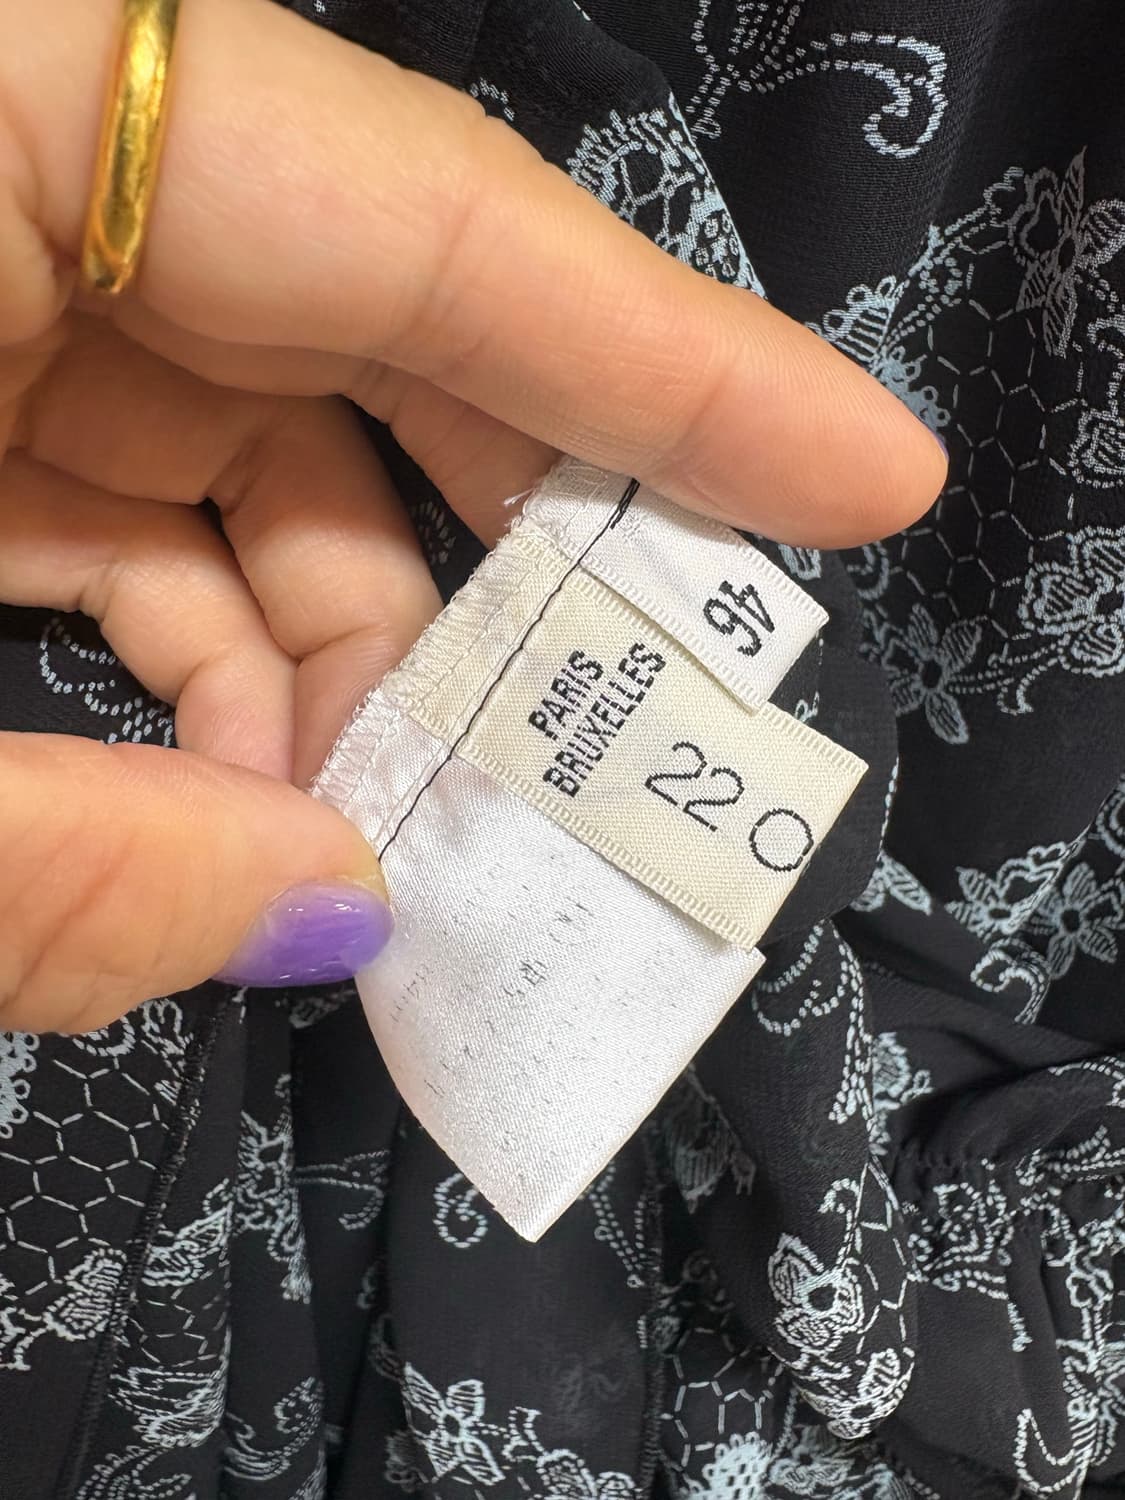 46
PARIS
BRUXELLES
22 O